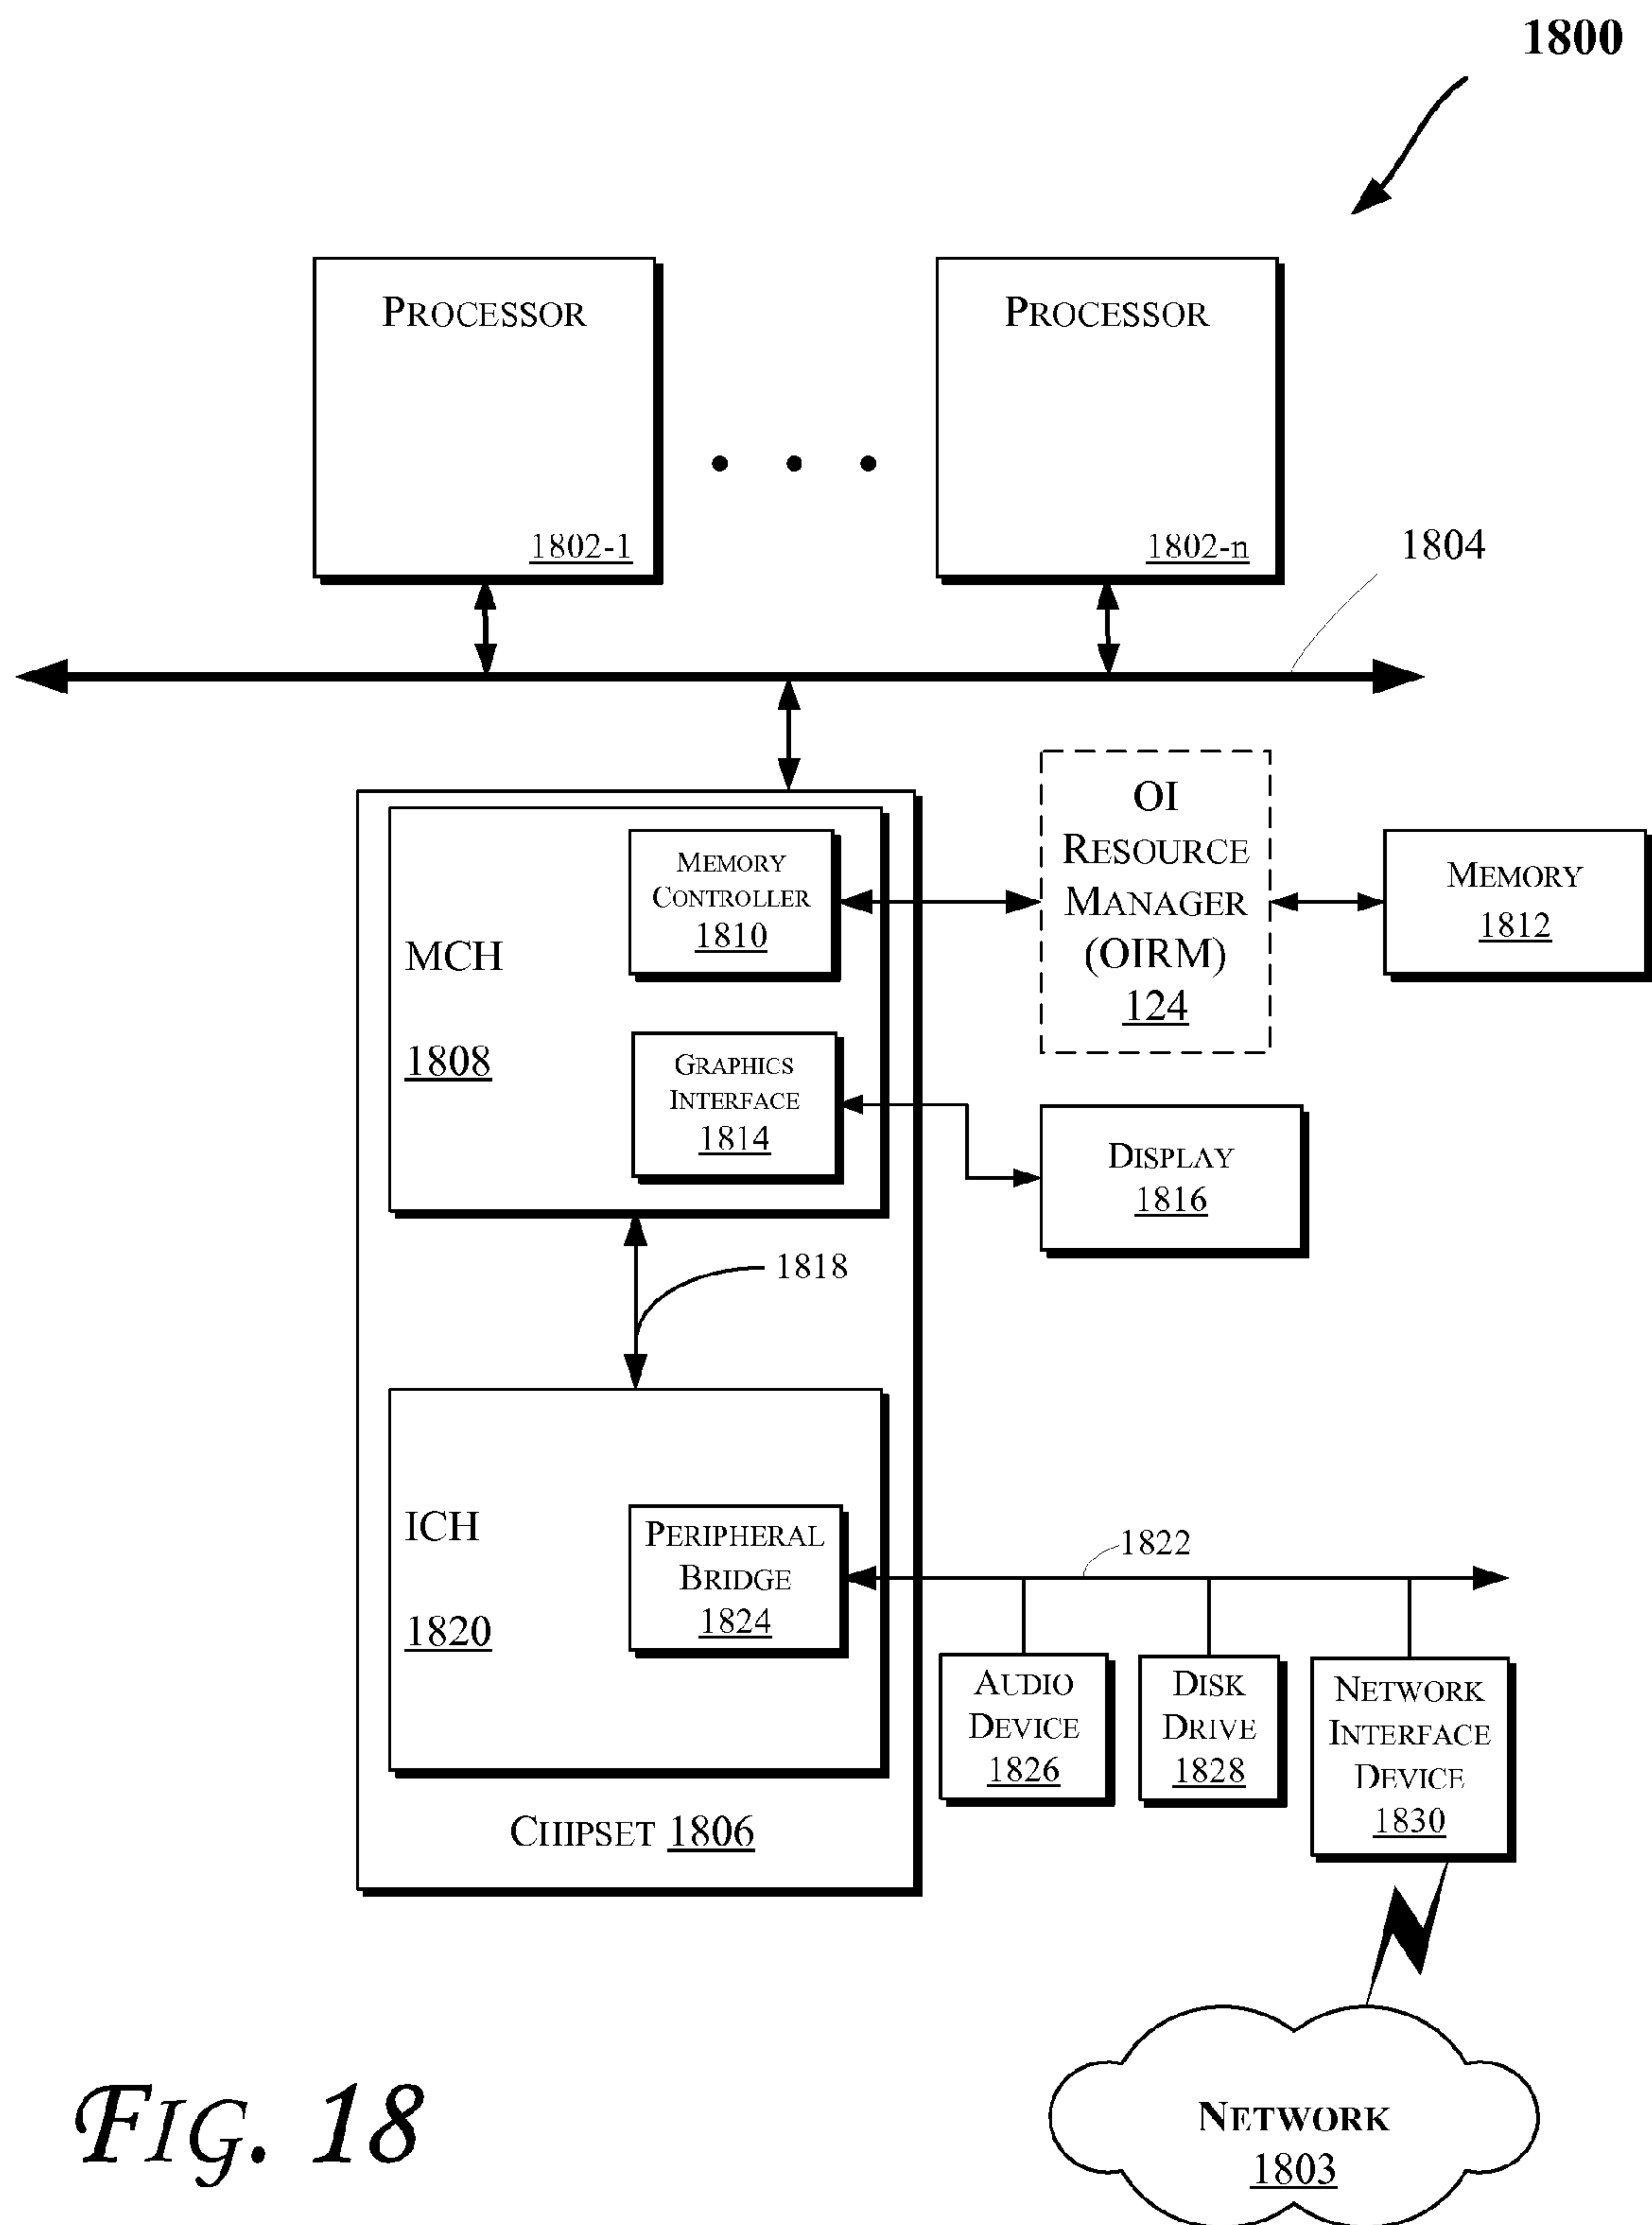 1800
PROCESSOR
1802-1
PROCESSOR
1802-n
1804
MCH
1808
MEMORY
CONTROLLER
1810
GRAPHICS
INTERFACE
1814
OI
RESOURCE
MANAGER
(OIRM)
124
MEMORY
1812
DISPLAY
1816
1818
ICH
1820
PERIPHERAL
BRIDGE
1824
1822
AUDIO
DEVICE
1826
DISK
DRIVE
1828
NETWORK
INTERFACE
DEVICE
1830
CHIPSET 1806
NETWORK
1803
FIG. 18